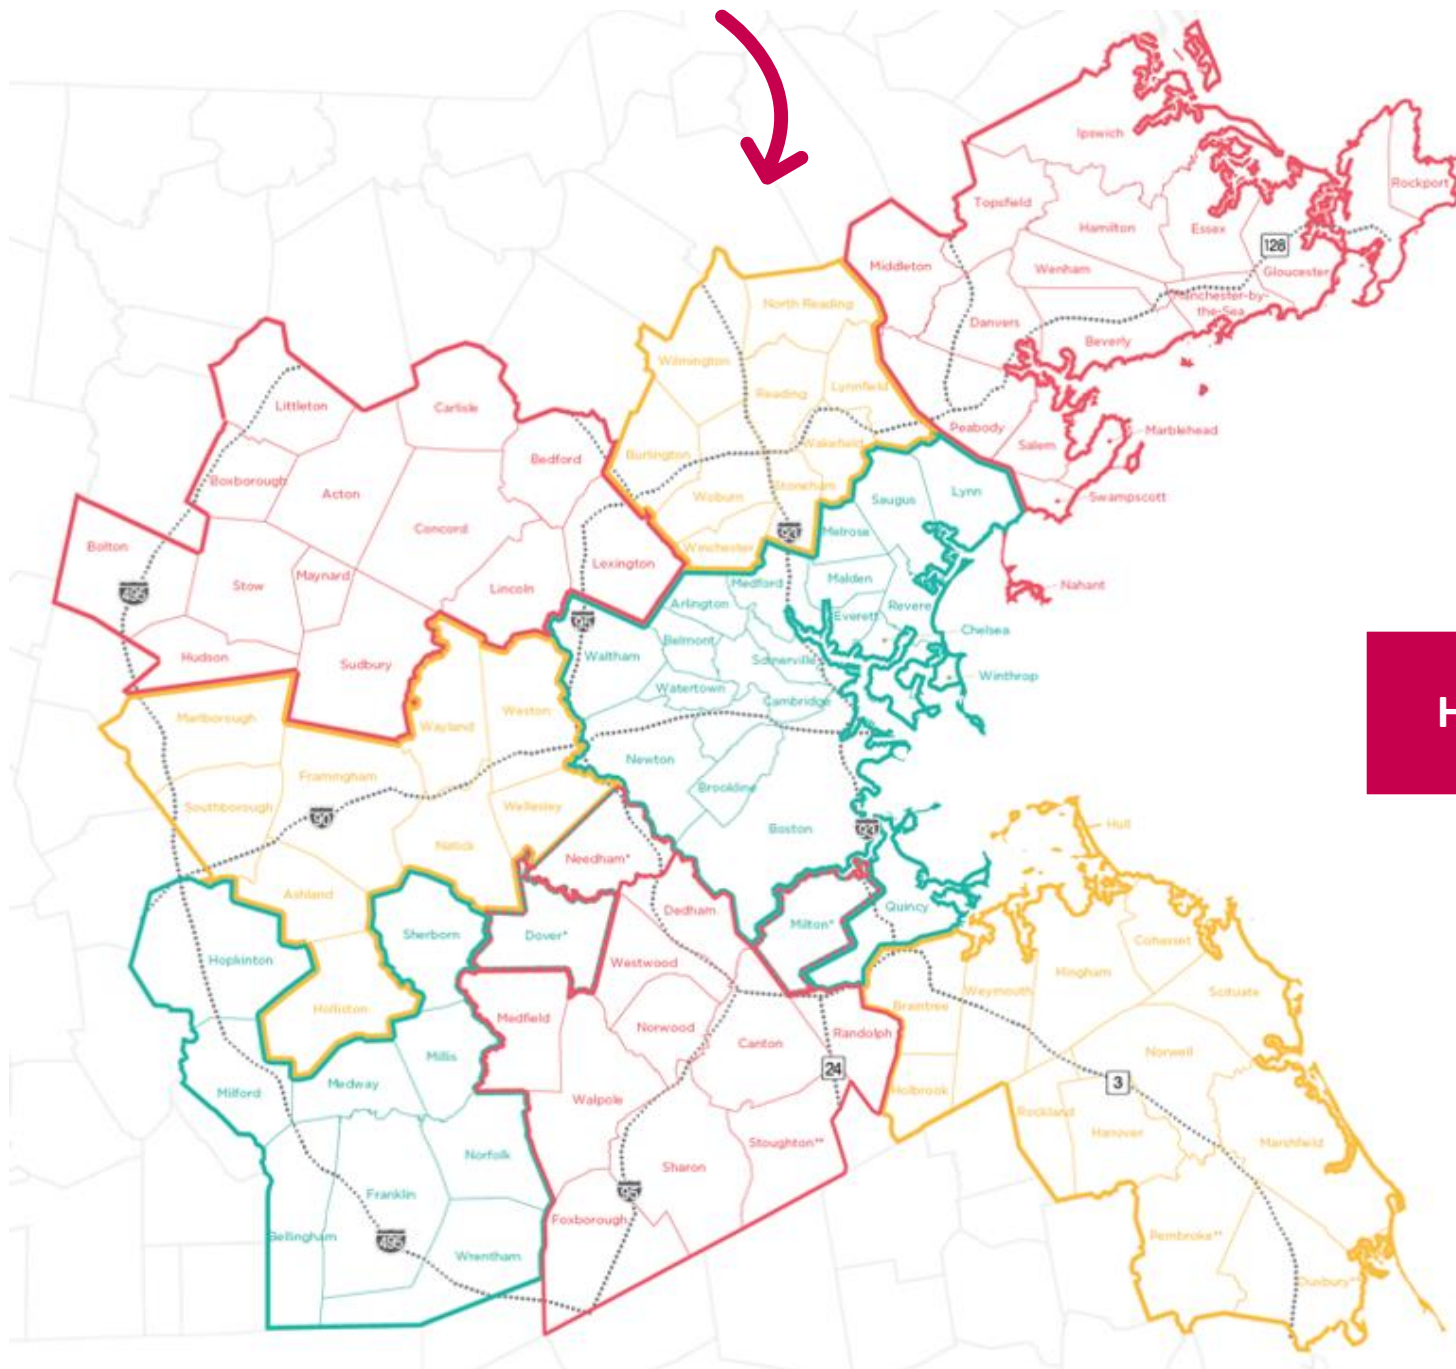 Ipswich
Rockport
Topsfield
Hamilton
Essex
128
Middleton
Wenham
Gloucester
Manchester-by-
the-Sea
North Reading
Danvers
Beverly
Wilmington
Reading
Lynnfield
Littleton
Carlisle
Peabody
Marblehead
Salem
Wakefield
Burlington
Bedford
Boxborough
Acton
Stoneham
Woburn
Saugus
Lynn
Swampscott
Concord
93
Melrose
Bolton
Winchester
Lexington
Stow
Maynard
Lincoln
495
Medford
Malden
Nahant
Arlington
Revere
Everett
95
Chelsea
Belmont
Hudson
Sudbury
Waltham
Somerville
Winthrop
Watertown
Cambridge
Marlborough
Wayland
Weston
H
Newton
Framingham
Brookline
Southborough
Wellesley
90
Boston
93
Hull
Natick
Needham*
Ashland
Dedham
Quincy
Milton*
Sherborn
Dover*
Cohasset
Hopkinton
Westwood
Hingham
Weymouth
Scituate
Holliston
Medfield
Braintree
Norwood
Randolph
Canton
Millis
Norwell
24
3
Medway
Milford
Holbrook
Walpole
Rockland
Hanover
Stoughton**
Marshfield
Norfolk
Sharon
Franklin
95
Foxborough
Bellingham
495
Wrentham
Pembroke**